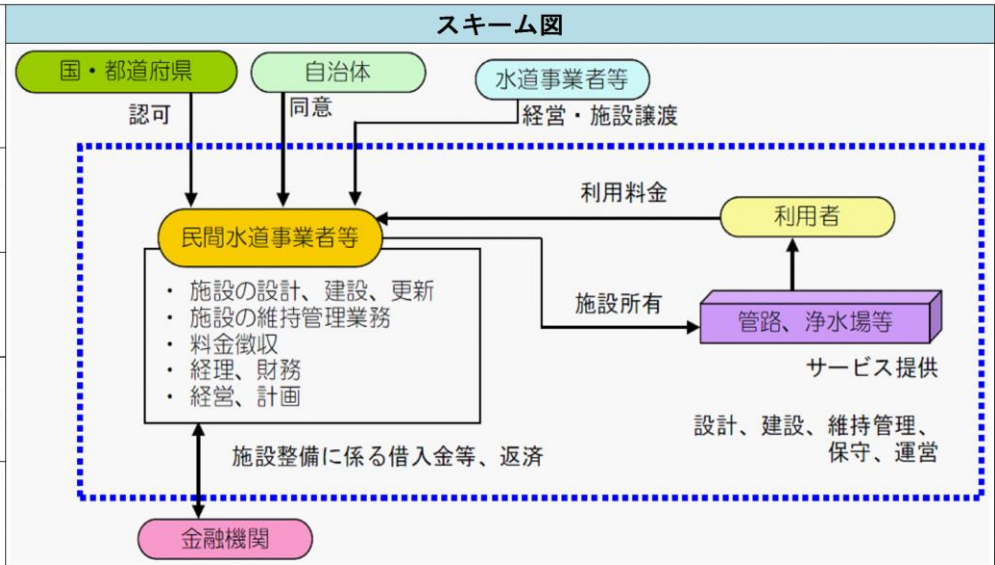 スキーム図
国・都道府県
自治体
水道事業者等
認可
同意
経営・施設譲渡
利用料金
利用者
民間水道事業者等
・ 施設の設計、建設、更新
・ 施設の維持管理業務
・ 料金徴収
・ 経理、財務
・ 経営、計画
施設所有
管路、浄水場等
サービス提供
設計、建設、維持管理、
保守、運営
施設整備に係る借入金等、返済
金融機関